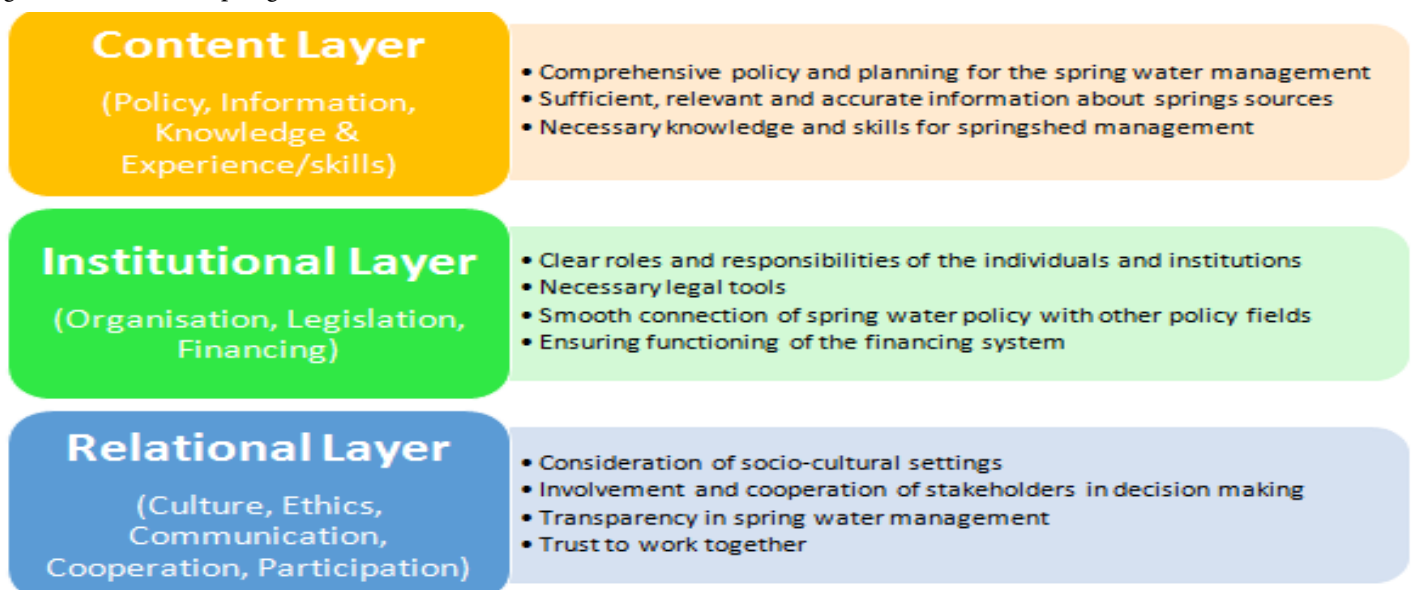 Content Layer
(Policy, Information,
Knowledge &
Experience/skills)
• Comprehensive policy and planning for the spring water management
• Sufficient, relevant and accurate information about springs sources
• Necessary knowledge and skills for springshed management
Institutional Layer
(Organisation, Legislation,
Financing)
• Clear roles and responsibilities of the individuals and institutions
• Necessary legal tools
• Smooth connection of spring water policy with other policy fields
• Ensuring functioning of the financing system
Relational Layer
(Culture, Ethics,
Communication,
Cooperation, Participation)
• Consideration of socio-cultural settings
• Involvement and cooperation of stakeholders in decision making
• Transparency in spring water management
• Trust to work together